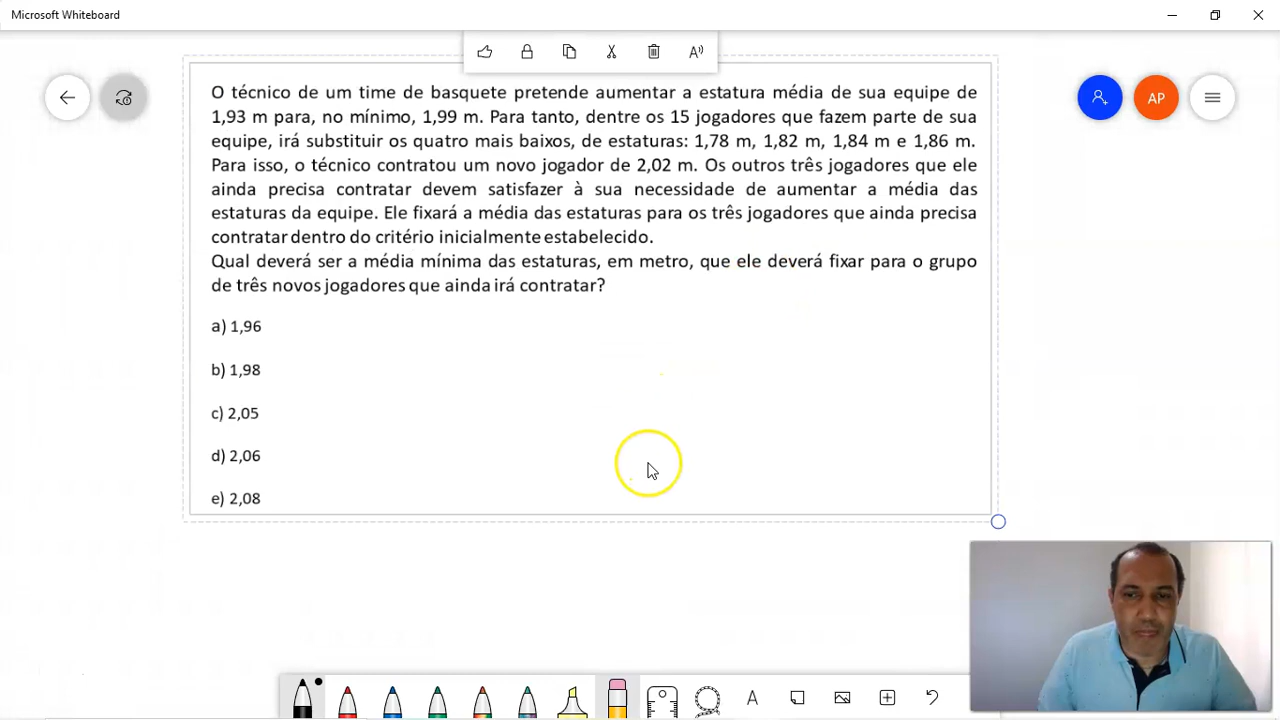 Microsoft Whiteboard
O técnico de um time de basquete pretende aumentar a estatura média de sua equipe de
1,93 m para, no mínimo, 1,99 m. Para tanto, dentre os 15 jogadores que fazem parte de sua
equipe, irá substituir os quatro mais baixos, de estaturas: 1,78 m, 1,82 m, 1,84 m e 1,86 m.
Para isso, o técnico contratou um novo jogador de 2,02 m. Os outros três jogadores que ele
ainda precisa contratar devem satisfazer à sua necessidade de aumentar a média das
estaturas da equipe. Ele fixará a média das estaturas para os três jogadores que ainda precisa
contratar dentro do critério inicialmente estabelecido.
Qual deverá ser a média mínima das estaturas, em metro, que ele deverá fixar para o grupo
de três novos jogadores que ainda irá contratar?
a) 1,96
b) 1,98
c) 2,05
d) 2,06
e) 2,08
AP